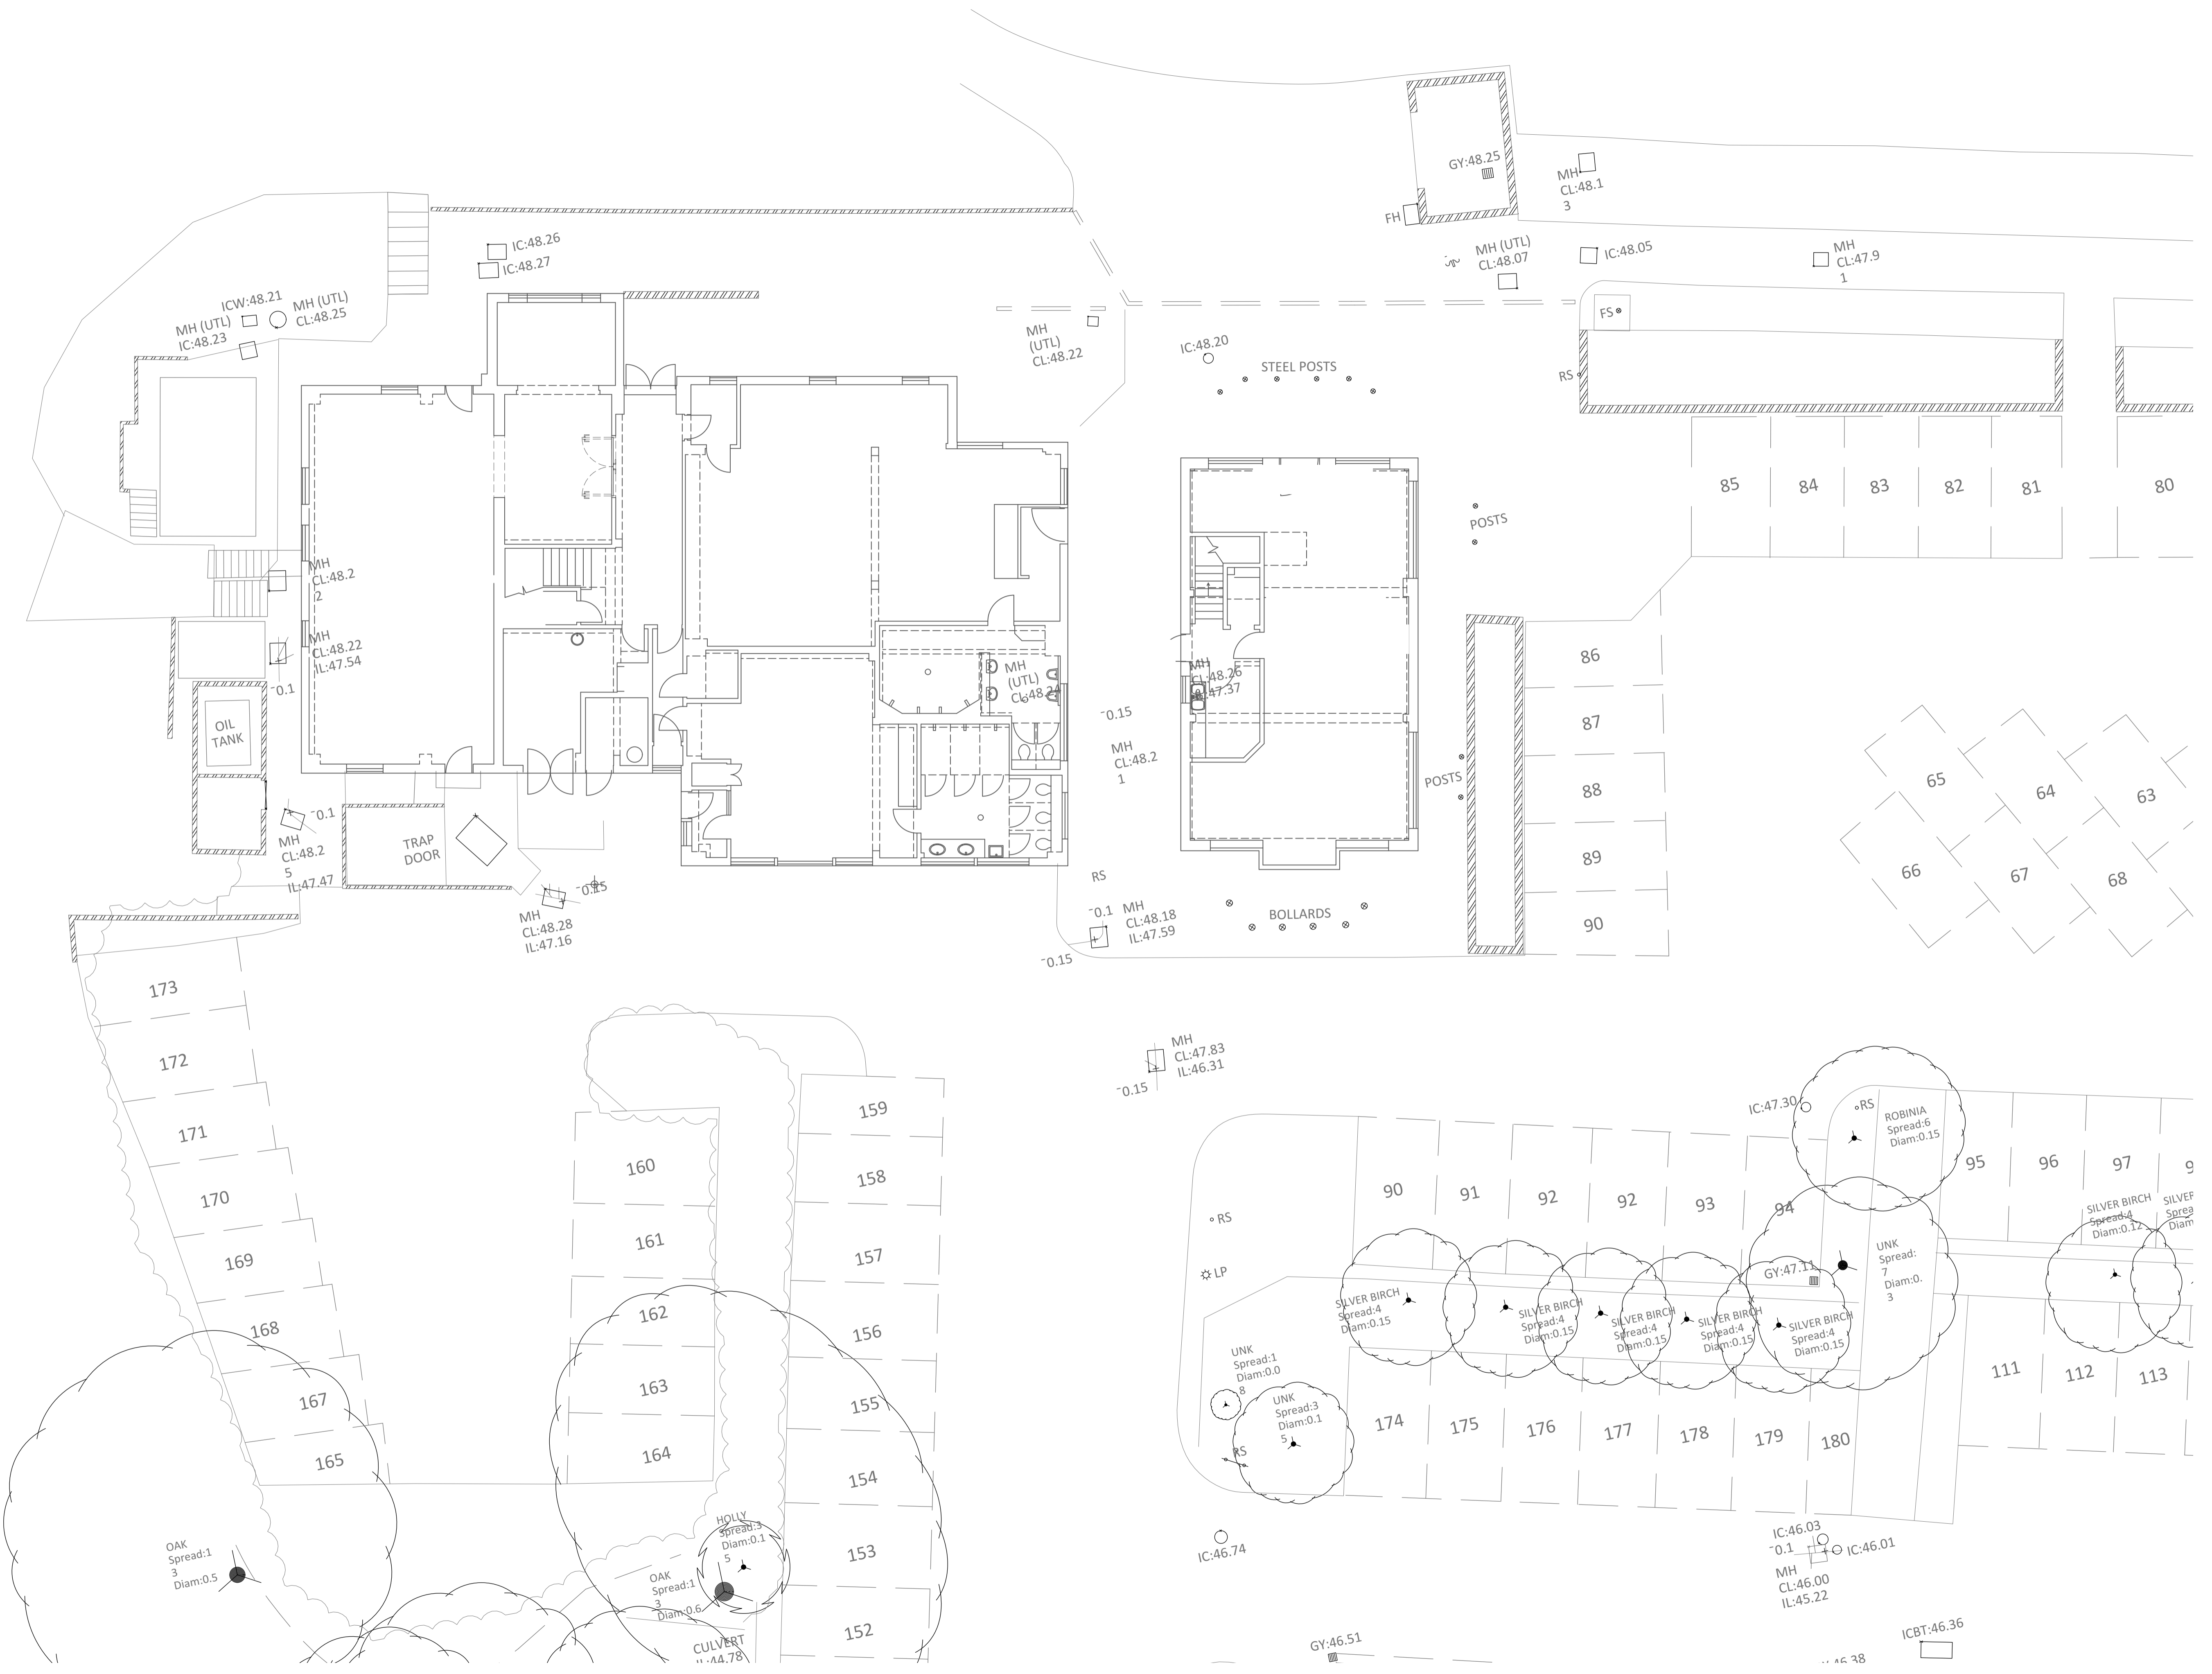 GY:48.25
MH
CL:48.1
3
FH
MH (UTL)
CL:48.07
IC:48.05
MH
CL:47.9
1
IC:48.26
IC:48.27
ICW:48.21
MH (UTL)
CL:48.25
MH (UTL)
IC:48.23
MH
(UTL)
CL:48.22
IC:48.20
STEEL POSTS
FS
RS
85
84
83
82
81
80
POSTS
MH
CL:48.2
2
MH
CL:48.22
IL:47.54
0.1
OIL
TANK
MH
(UTL)
CL:48.24
MH
CL:48.26
IL:47.37
0.15
MH
CL:48.2
1
POSTS
86
87
88
89
90
65
64
63
66
67
68
0.1
MH
CL:48.2
5
IL:47.47
TRAP
DOOR
0.15
MH
CL:48.28
IL:47.16
RS
0.1
MH
CL:48.18
IL:47.59
0.15
BOLLARDS
173
172
171
170
169
168
167
165
160
161
162
163
164
159
158
157
156
155
154
153
152
MH
CL:47.83
IL:46.31
0.15
IC:47.30
RS
ROBINIA
Spread:6
Diam:0.15
90
91
92
92
93
94
95
96
97
RS
LP
SILVER BIRCH
Spread:4
Diam:0.12
UNK
Spread:
7
Diam:0.
3
GY:47.11
SILVER BIRCH
Spread:4
Diam:0.15
SILVER BIRCH
Spread:4
Diam:0.15
SILVER BIRCH
Spread:4
Diam:0.15
SILVER BIRCH
Spread:4
Diam:0.15
SILVER BIRCH
Spread:4
Diam:0.15
UNK
Spread:1
Diam:0.0
8
UNK
Spread:3
Diam:0.1
5
RS
174
175
176
177
178
179
180
111
112
113
OAK
Spread:1
3
Diam:0.5
HOLLY
Spread:3
Diam:0.1
5
OAK
Spread:1
3
Diam:0.6
CULVERT
IL:44.78
IC:46.74
IC:46.03
0.1
IC:46.01
MH
CL:46.00
IL:45.22
GY:46.51
ICBT:46.36